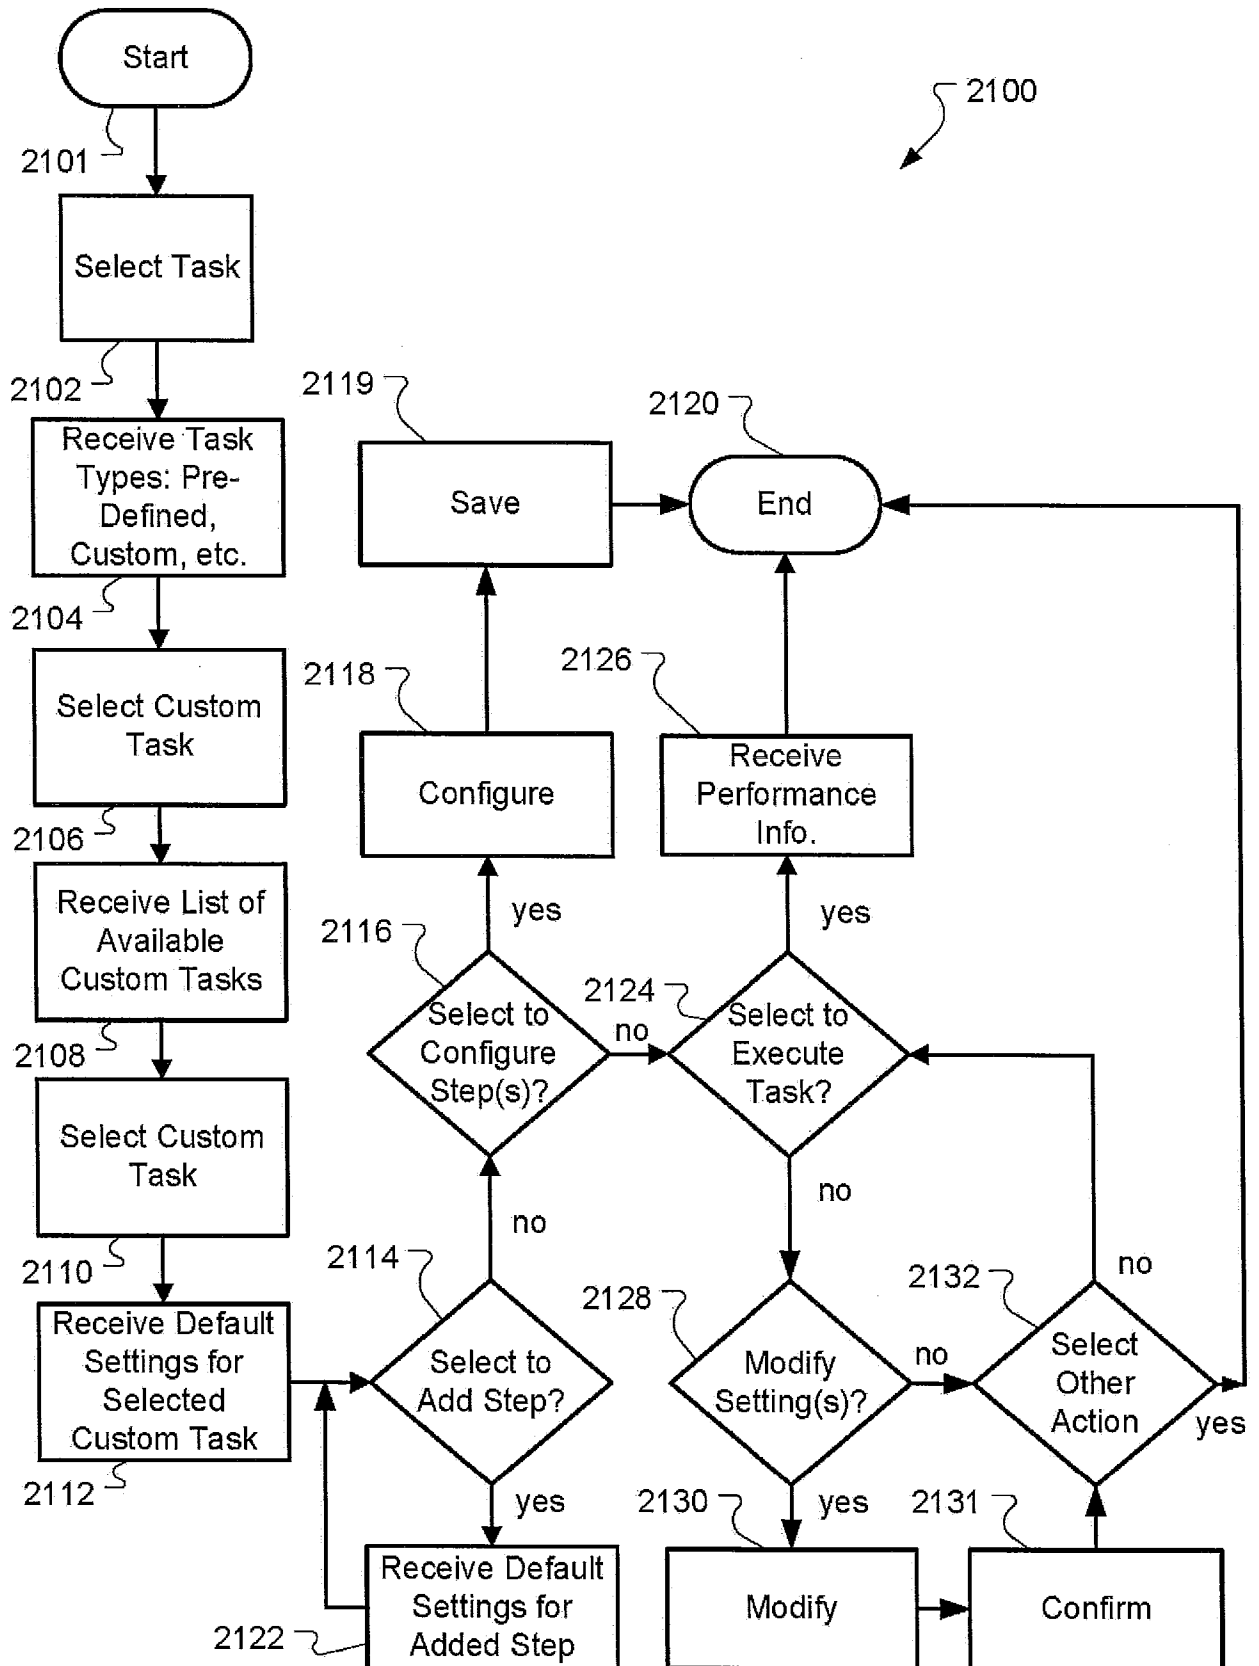 Start
2100
2101
Select Task
2102
Receive Task
Types: Pre-
Defined,
Custom, etc.
2104
Select Custom
Task
2106
Receive List of
Available
Custom Tasks
2108
Select Custom
Task
2110
Receive Default
Settings for
Selected
Custom Task
2112
2119
Save
2120
End
2118
Configure
2126
Receive
Performance
Info.
yes
yes
2116
Select to
Configure
Step(s)?
no
2124
Select to
Execute
Task?
no
no
2114
Select to
Add Step?
yes
2122
Receive Default
Settings for
Added Step
2128
Modify
Setting(s)?
no
yes
2132
Select
Other
Action
no
yes
2130
Modify
2131
Confirm